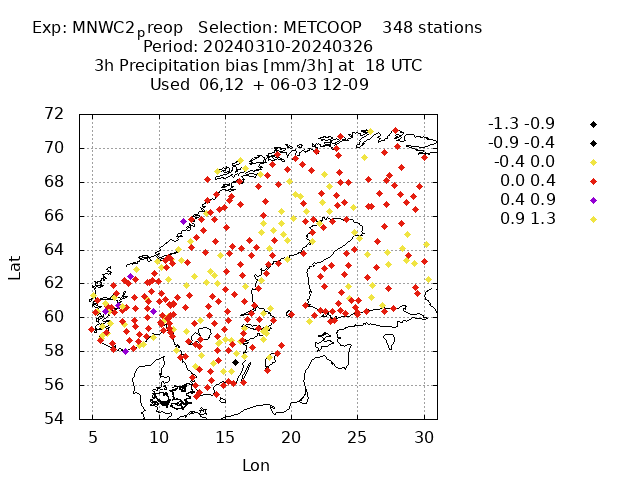 Exp: MNWC2preop   Selection: METCOOP    348 stations
Period: 20240310-20240326
3h Precipitation bias [mm/3h] at  18 UTC
Used  06,12  + 06-03 12-09
-1.3 -0.9
-0.9 -0.4
-0.4 0.0
0.0 0.4
0.4 0.9
0.9 1.3
72
70
68
66
64
62
60
58
56
54
Lat
5 10 15 20 25 30
Lon